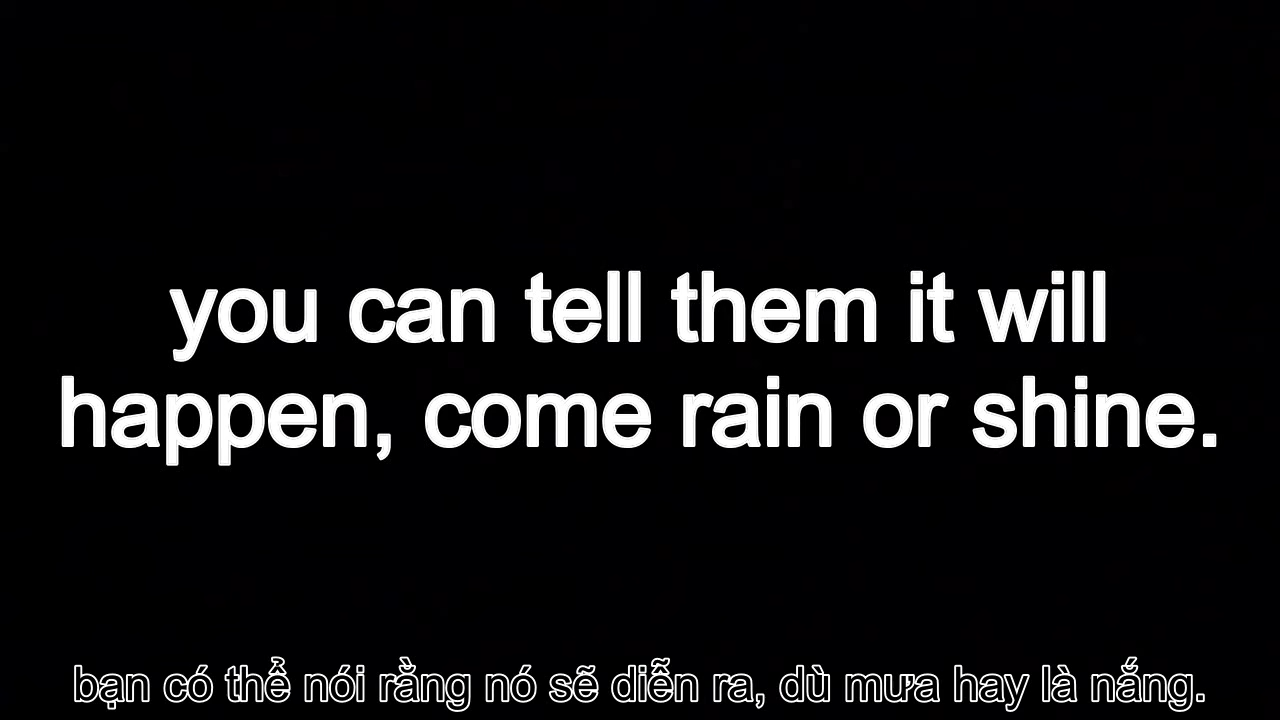 you can tell them it will
happen, come rain or shine.
bạn có thể nói rằng nó sẽ diễn ra, dù mưa hay là nắng.